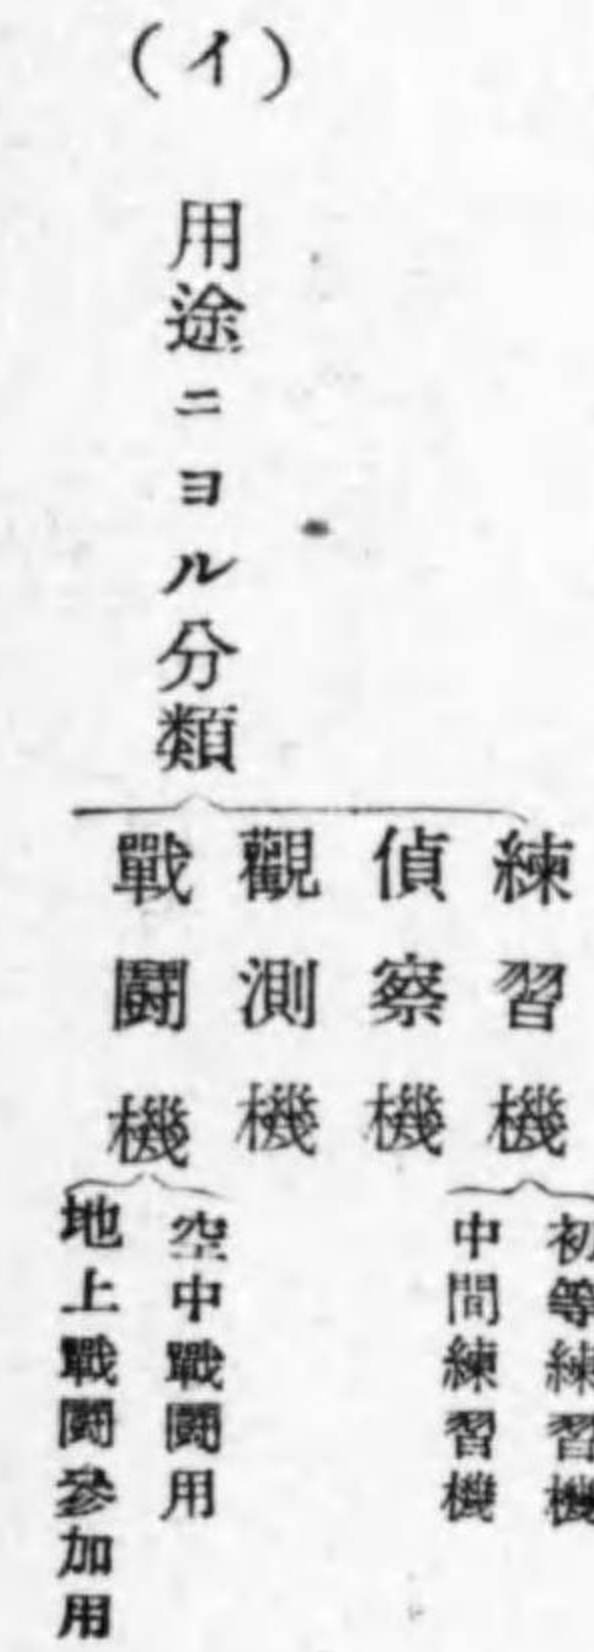 (イ)
用途ニヨル分類
練習機
初等練習機
中間練習機
偵察機
觀測機
戰鬪機
空中戰鬪用
地上戰鬪參加用